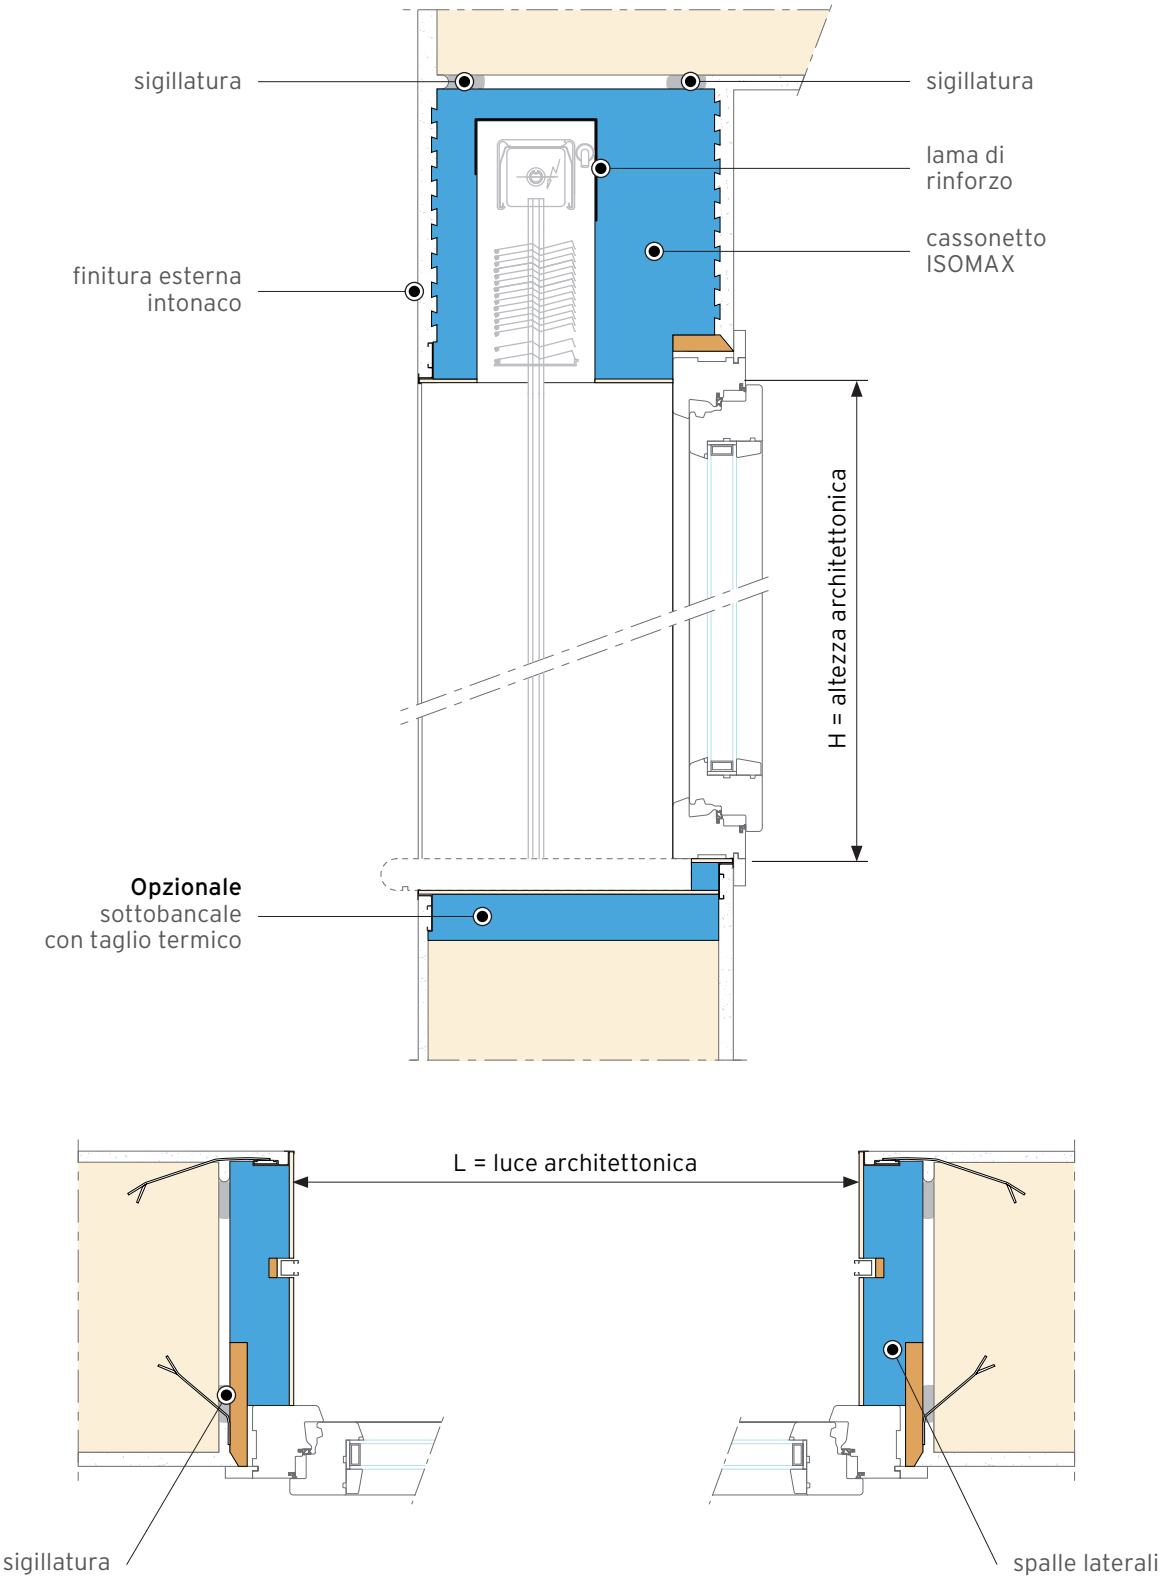 sigillatura
sigillatura
lama di
rinforzo
cassonetto
ISOMAX
finitura esterna
intonaco
H = altezza architettonica
Opzionale
sottobancale
con taglio termico
L = luce architettonica
sigillatura
spalle laterali